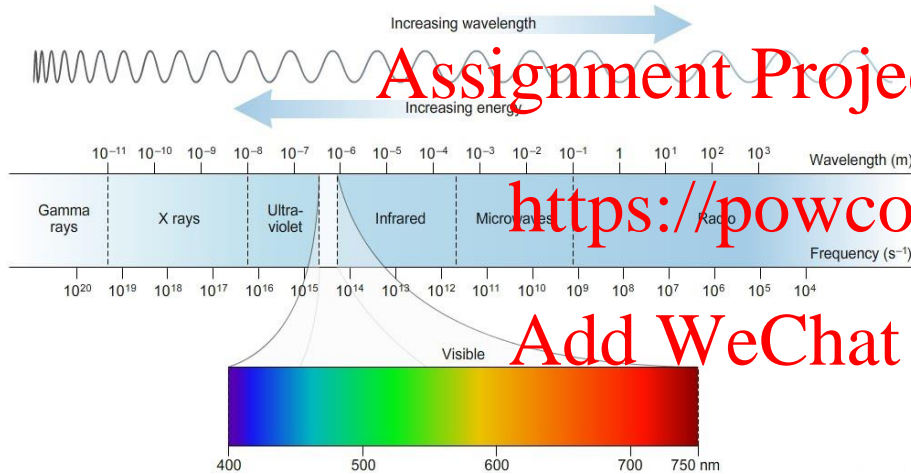 Increasing wavelength
Assignment Projec
Increasing energy
10⁻¹¹ 10⁻¹⁰ 10⁻⁹ 10⁻⁸ 10⁻⁷ 10⁻⁶ 10⁻⁵ 10⁻⁴ 10⁻³ 10⁻² 10⁻¹ 1 10¹ 10² 10³ Wavelength (m)
Gamma rays
X rays
Ultra-
violet
Infrared
Microwaves
Radio
https://powco
Frequency (s⁻¹)
10²⁰ 10¹⁹ 10¹⁸ 10¹⁷ 10¹⁶ 10¹⁵ 10¹⁴ 10¹³ 10¹² 10¹¹ 10¹⁰ 10⁹ 10⁸ 10⁷ 10⁶ 10⁵ 10⁴
Add WeChat
Visible
400 500 600 700 750 nm